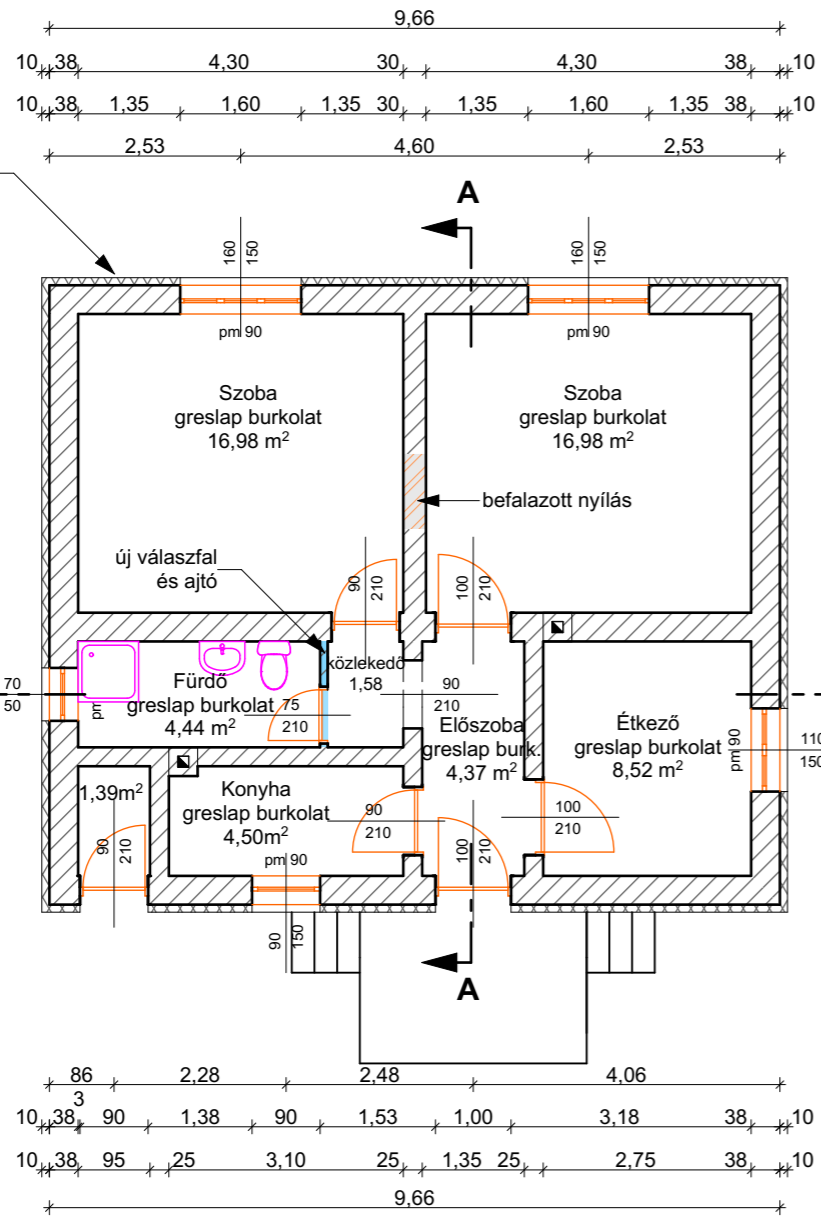 9,66
10 38 4,30 30 4,30 38 10
10 38 1,35 1,60 1,35 30 1,35 1,60 1,35 38 10
2,53 4,60 2,53
A
160 150
160 150
pm 90
pm 90
Szoba
greslap burkolat
16,98 m²
Szoba
greslap burkolat
16,98 m²
befalazott nyílás
új válaszfal
és ajtó
90 210
100 210
közlekedő
1,58
70
50
pm
Fürdő
greslap burkolat
4,44 m²
75
210
90
210
Előszoba
greslap burk.
4,37 m²
Étkező
greslap burkolat
8,52 m²
pm 90
110
150
1,39m²
90 210
Konyha
greslap burkolat
4,50m²
pm 90
90
210
100 210
100
210
90 150
A
86 2,28 2,48 4,06
3
10 38 90 1,38 90 1,53 1,00 3,18 38 10
10 38 95 25 3,10 25 1,35 25 2,75 38 10
9,66